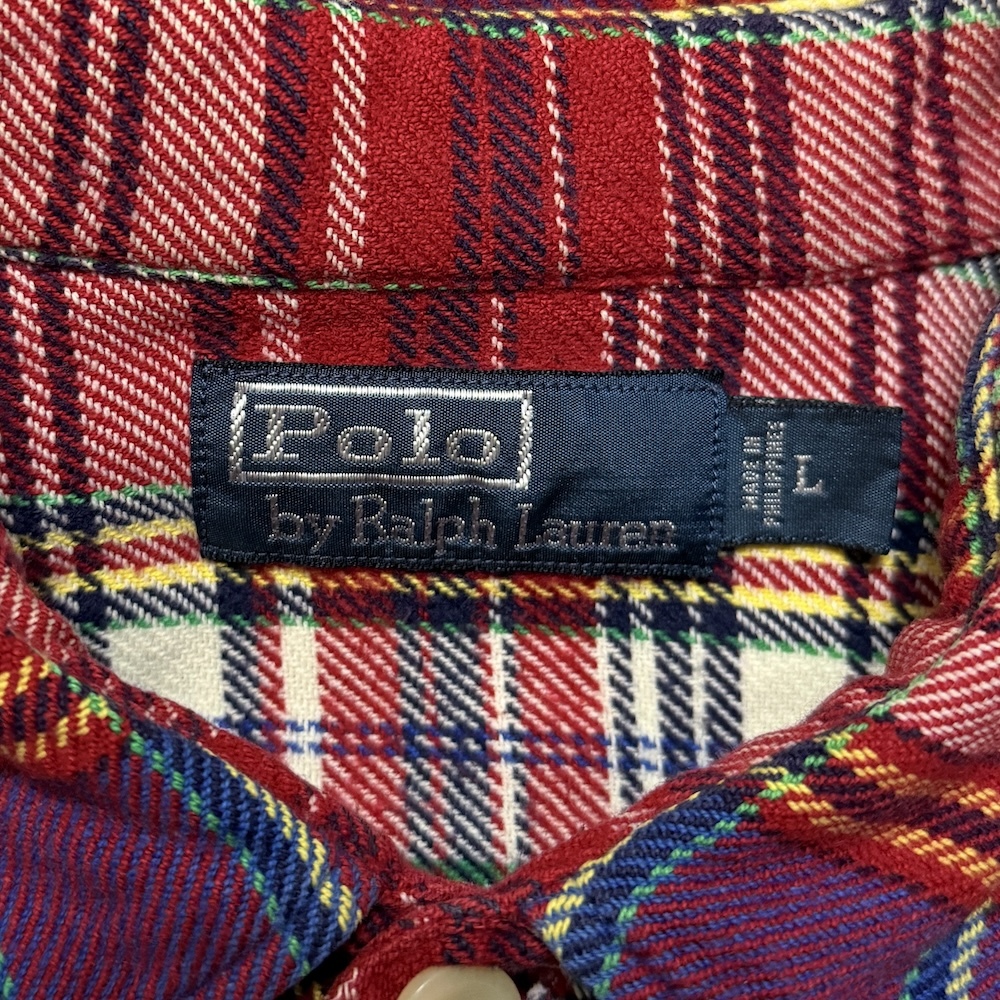 Polo
by Ralph Lauren
MADE IN
PHILIPPINES
L